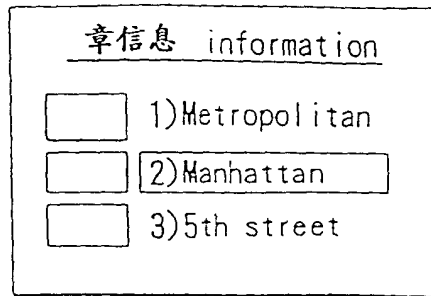 章信息 information
1)Metropolitan
2)Manhattan
3)5th street